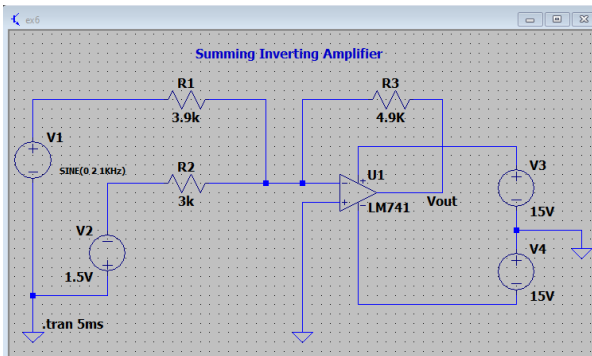 ex6
Summing Inverting Amplifier
R1
3.9k
R3
4.9K
V1
SINE(0 2 1KHz)
R2
3k
U1
LM741
Vout
V3
15V
V2
1.5V
V4
15V
.tran 5ms